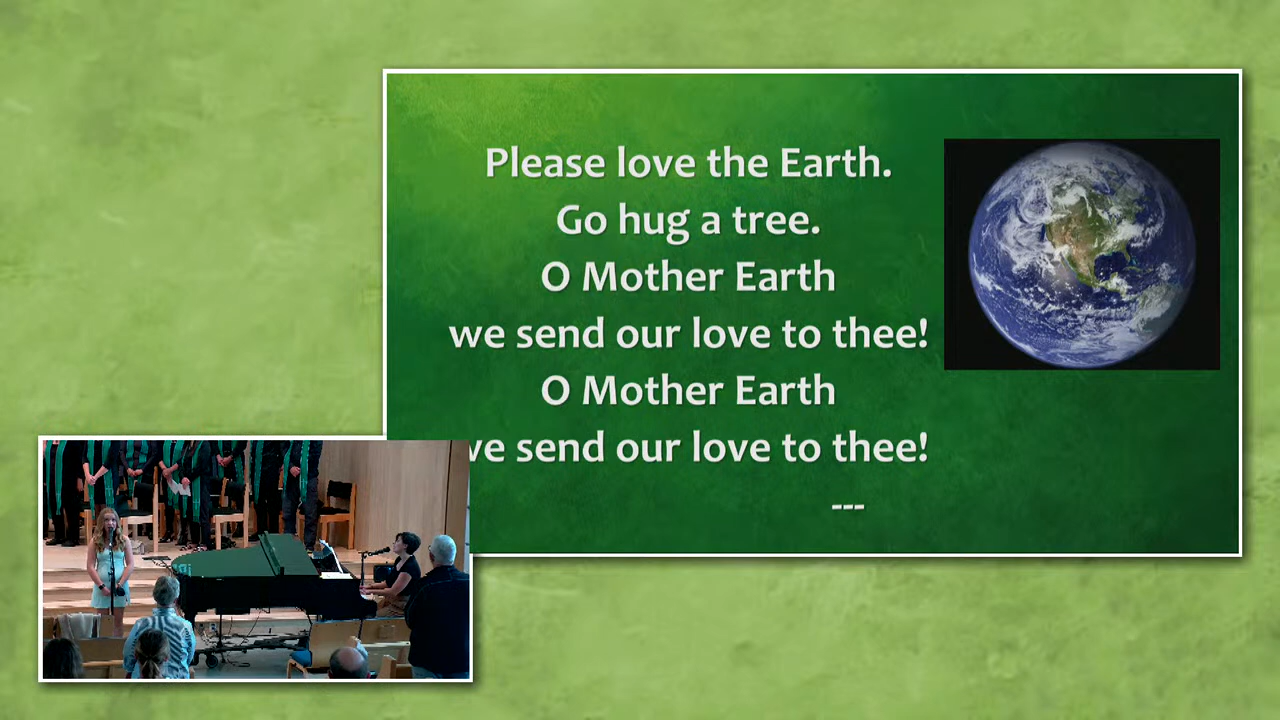 Please love the Earth.
Go hug a tree.
O Mother Earth
we send our love to thee!
O Mother Earth
we send our love to thee!
---